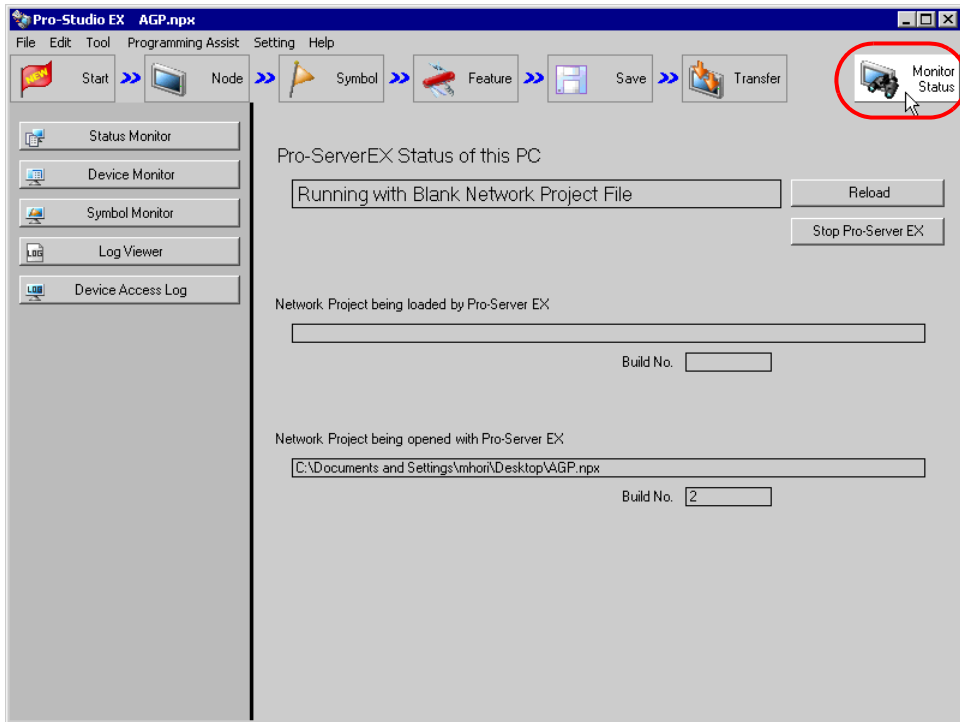 Pro-Studio EX AGP.npx
File Edit Tool Programming Assist Setting Help
NEW Start Node Symbol Feature Save Transfer Monitor Status
Status Monitor
Device Monitor
Symbol Monitor
LOG Log Viewer
LOG Device Access Log
Pro-ServerEX Status of this PC
Running with Blank Network Project File
Reload
Stop Pro-Server EX
Network Project being loaded by Pro-Server EX
Build No.
Network Project being opened with Pro-Server EX
C:\Documents and Settings\mhori\Desktop\AGP.npx
Build No. 2